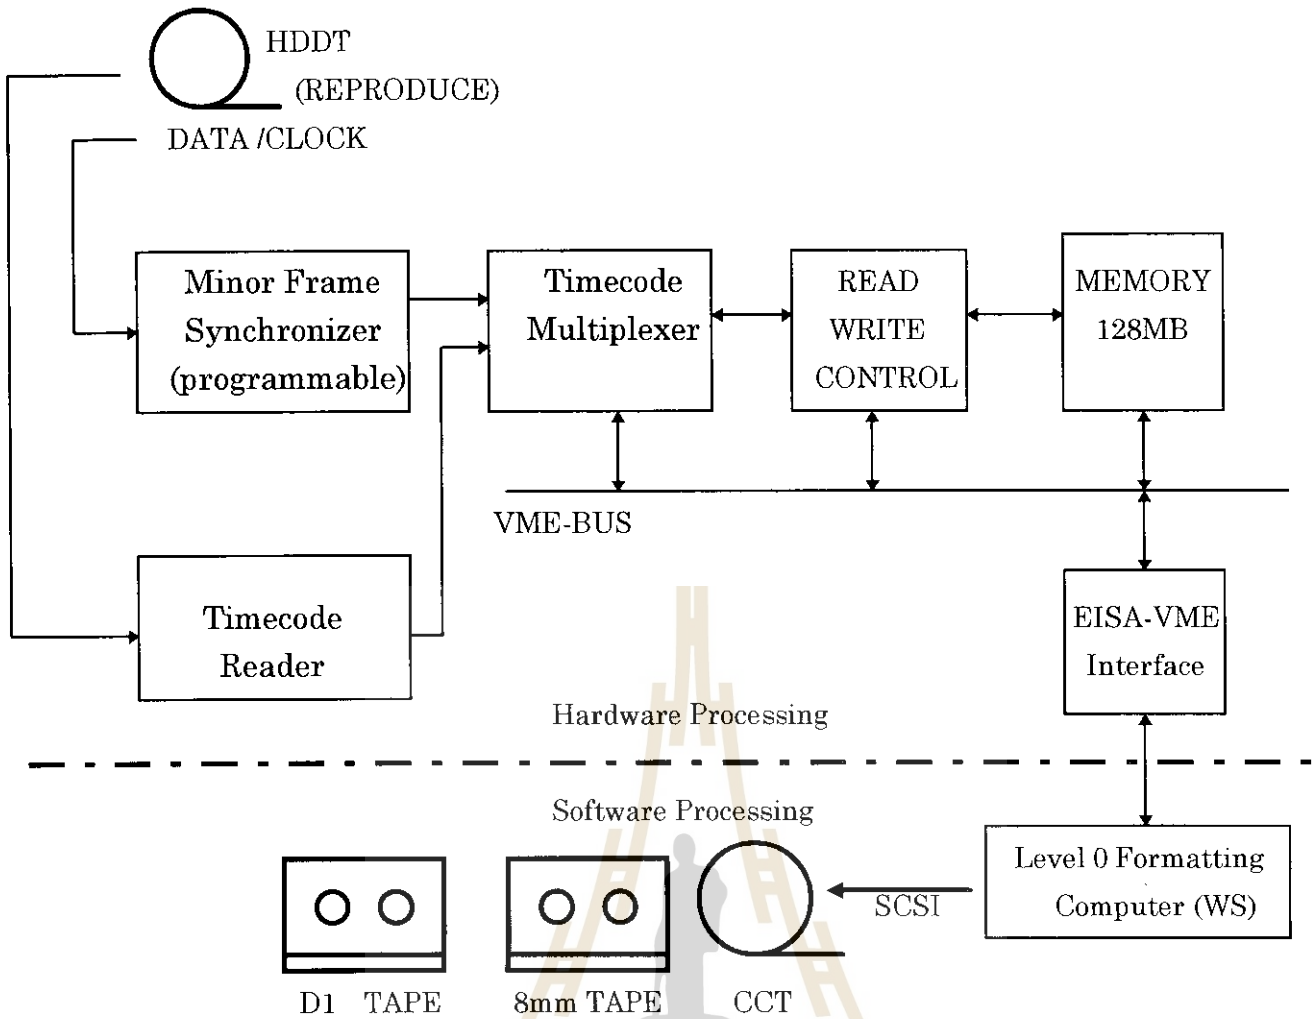 HDDT
(REPRODUCE)
DATA /CLOCK
Minor Frame
Synchronizer
(programmable)
Timecode
Multiplexer
READ
WRITE
CONTROL
MEMORY
128MB
VME-BUS
Timecode
Reader
EISA-VME
Interface
Hardware Processing
Software Processing
Level 0 Formatting
Computer (WS)
SCSI
D1 TAPE
8mm TAPE
CCT